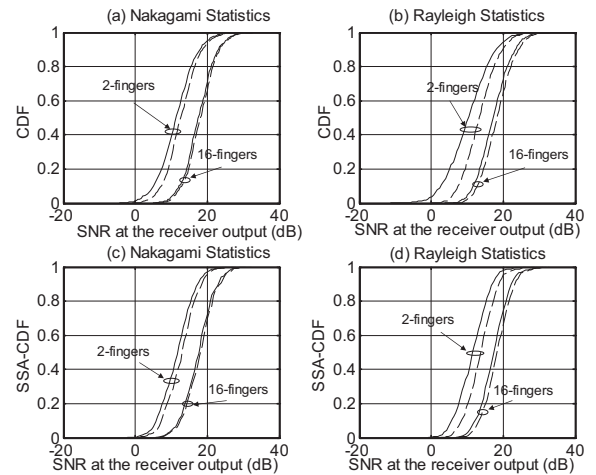 (a) Nakagami Statistics
1
0.8
0.6
0.4
0.2
0
CDF
2-fingers
16-fingers
-20
0
20
40
SNR at the receiver output (dB)
(b) Rayleigh Statistics
1
0.8
0.6
0.4
0.2
0
CDF
2-fingers
16-fingers
-20
0
20
40
SNR at the receiver output (dB)
(c) Nakagami Statistics
1
0.8
0.6
0.4
0.2
0
SSA-CDF
2-fingers
16-fingers
-20
0
20
40
SNR at the receiver output (dB)
(d) Rayleigh Statistics
1
0.8
0.6
0.4
0.2
0
SSA-CDF
2-fingers
16-fingers
-20
0
20
40
SNR at the receiver output (dB)